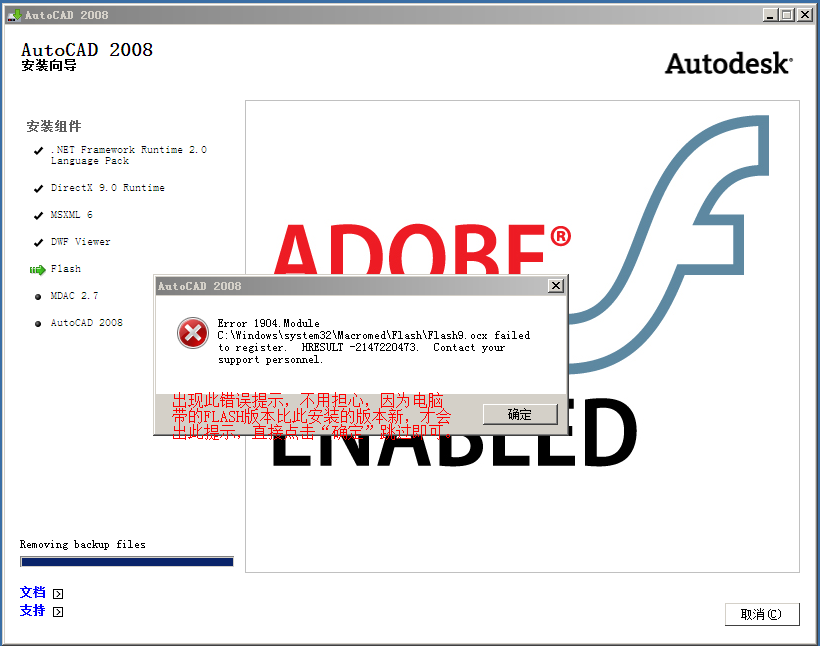 AutoCAD 2008
AutoCAD 2008
安装向导
Autodesk®
安装组件
.NET Framework Runtime 2.0
Language Pack
DirectX 9.0 Runtime
MSXML 6
DWF Viewer
Flash
MDAC 2.7
AutoCAD 2008
ADOBE®
AutoCAD 2008
Error 1904.Module
C:\Windows\system32\Macromed\Flash\Flash9.ocx failed
to register.  HRESULT -2147220473.  Contact your
support personnel.
出现此错误提示，不用担心，因为电脑
带的FLASH版本比此安装的版本新，才会
出此提示，直接点击“确定”跳过即可。
确定
ENABLED
Removing backup files
文档
支持
取消(C)